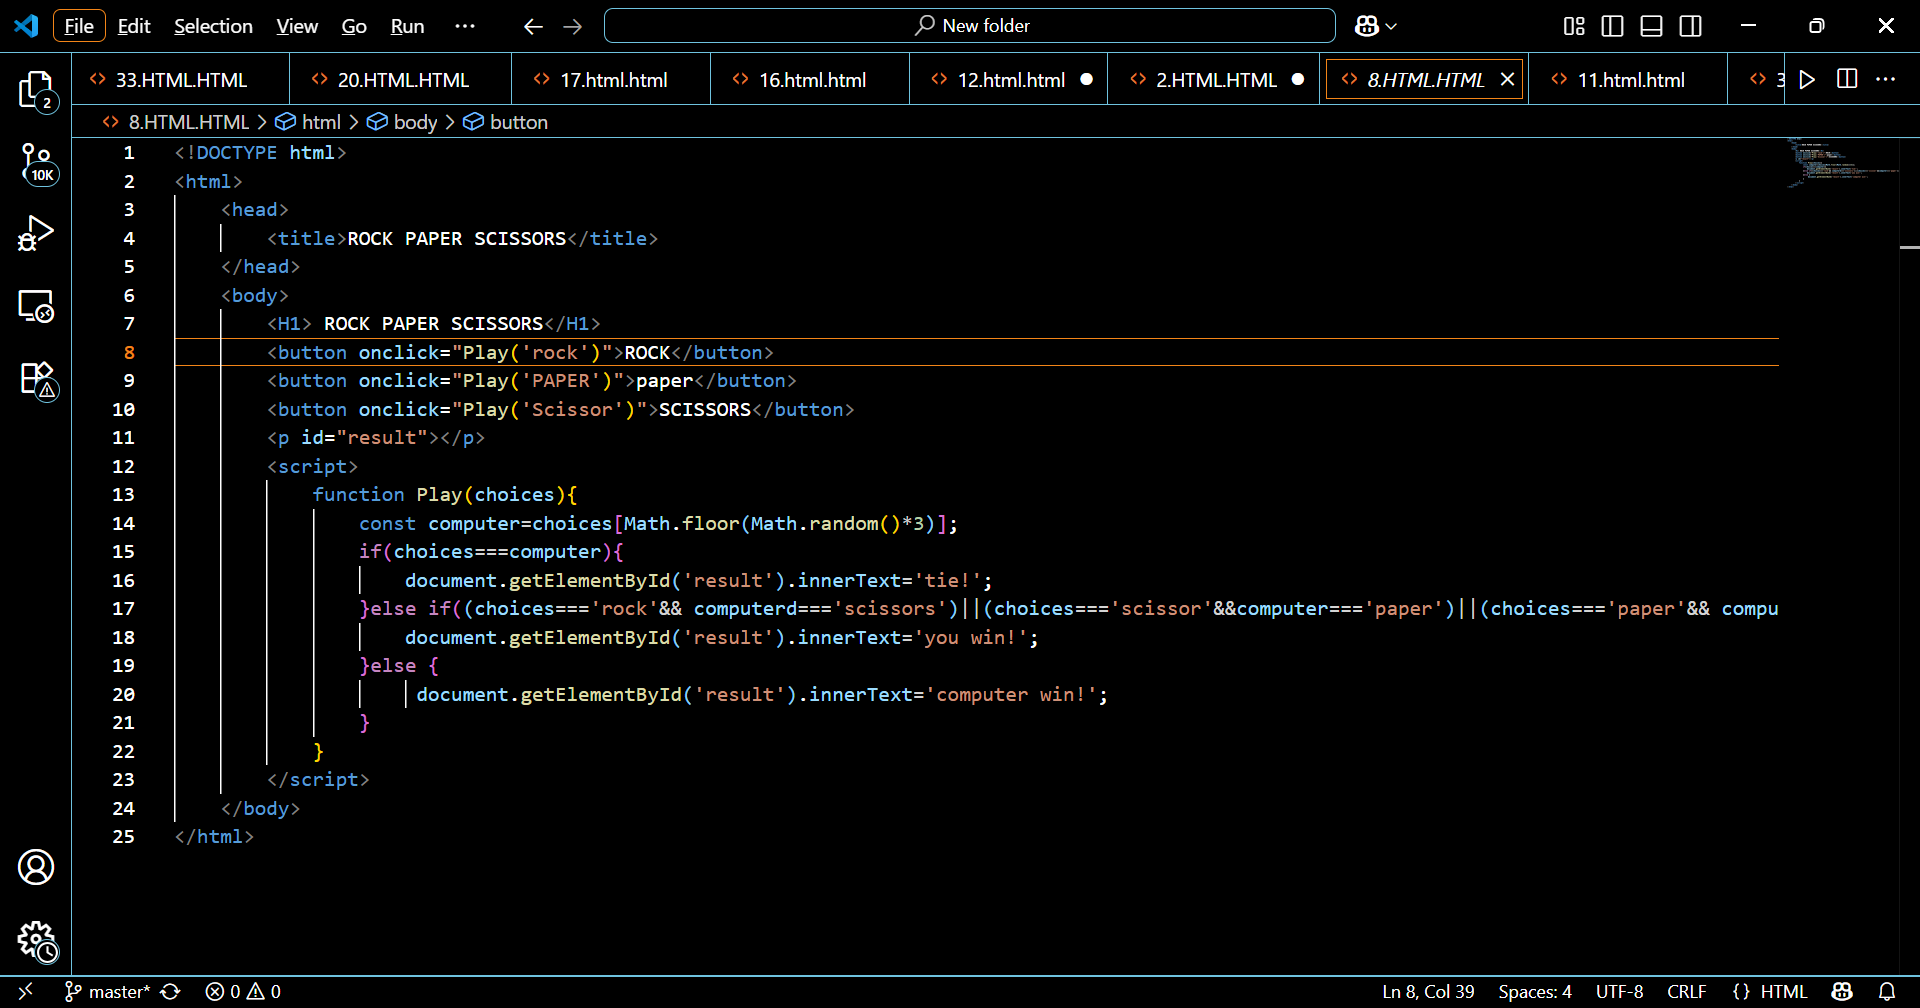 File Edit Selection View Go Run ··· New folder
33.HTML.HTML 20.HTML.HTML 17.html.html 16.html.html 12.html.html 2.HTML.HTML 8.HTML.HTML 11.html.html 3
8.HTML.HTML > html > body > button
1 <!DOCTYPE html>
2 <html>
3 <head>
4 <title>ROCK PAPER SCISSORS</title>
5 </head>
6 <body>
7 <H1> ROCK PAPER SCISSORS</H1>
8 <button onclick="Play('rock')">ROCK</button>
9 <button onclick="Play('PAPER')">paper</button>
10 <button onclick="Play('Scissor')">SCISSORS</button>
11 <p id="result"></p>
12 <script>
13 function Play(choices){
14 const computer=choices[Math.floor(Math.random()*3)];
15 if(choices===computer){
16 document.getElementById('result').innerText='tie!';
17 }else if((choices==='rock'&& computerd==='scissors')||(choices==='scissor'&&computer==='paper')||(choices==='paper'&& compu
18 document.getElementById('result').innerText='you win!';
19 }else {
20 document.getElementById('result').innerText='computer win!';
21 }
22 }
23 </script>
24 </body>
25 </html>
2
10K
master* 0 0 Ln 8, Col 39 Spaces: 4 UTF-8 CRLF {} HTML